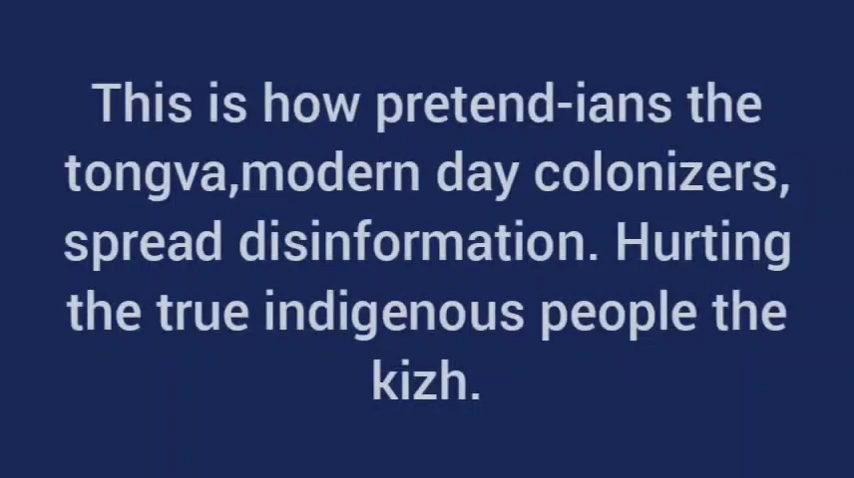 This is how pretend-ians the
tongva,modern day colonizers,
spread disinformation. Hurting
the true indigenous people the
kizh.